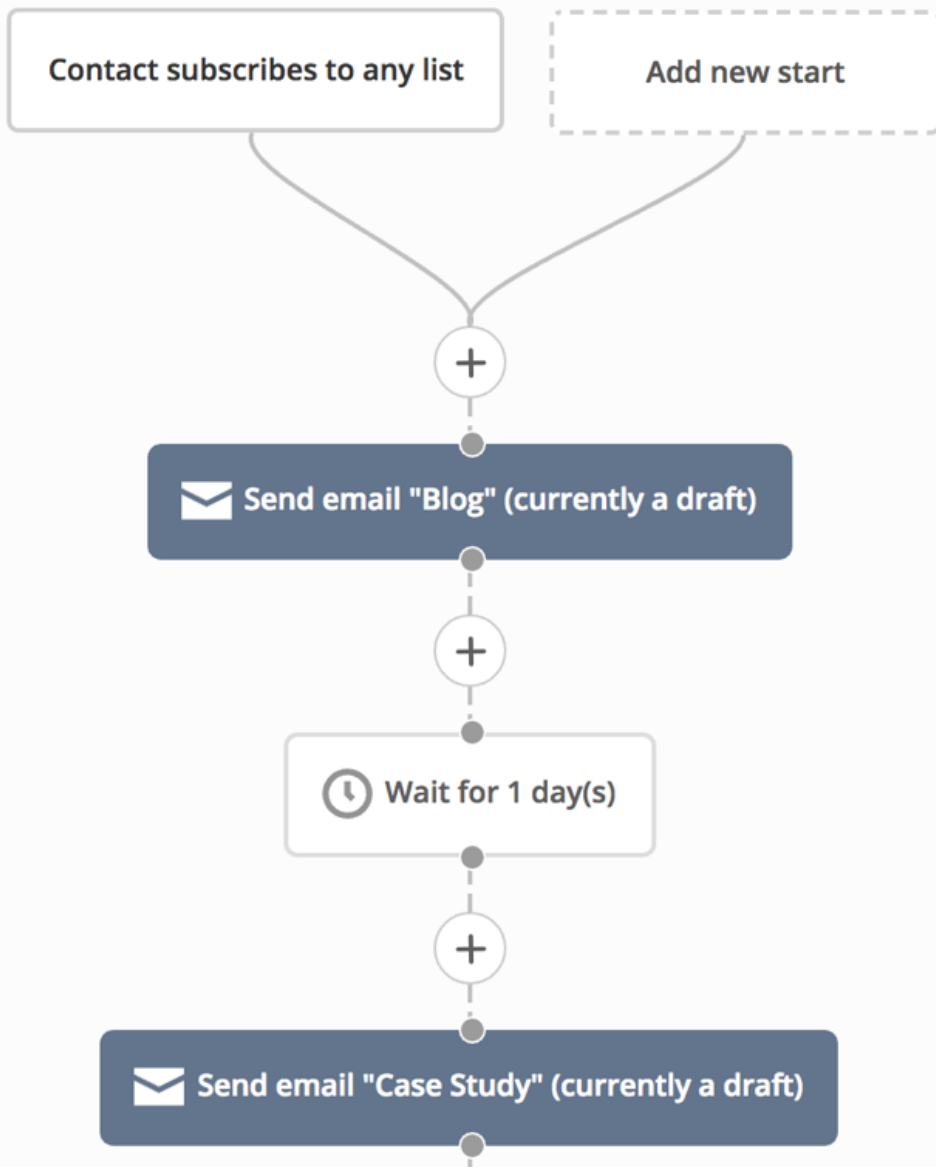 Contact subscribes to any list
Add new start
+
Send email "Blog" (currently a draft)
+
Wait for 1 day(s)
+
Send email "Case Study" (currently a draft)